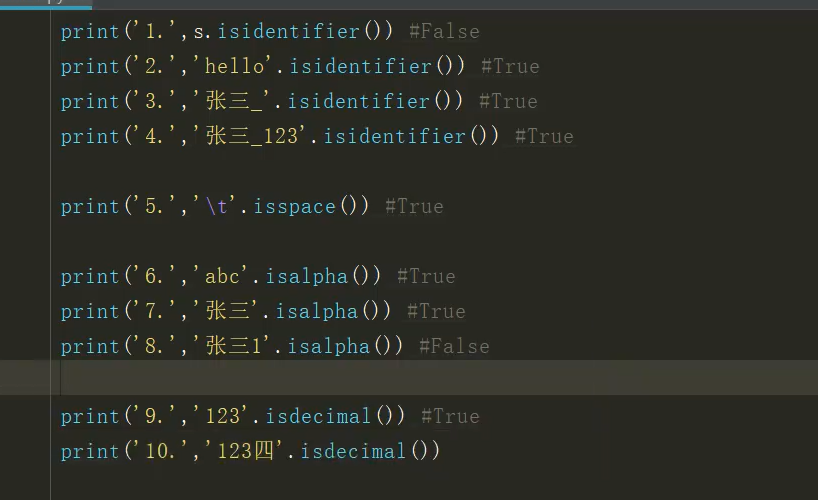 print('1.',s.isidentifier()) #False
print('2.','hello'.isidentifier()) #True
print('3.','张三_'.isidentifier()) #True
print('4.','张三_123'.isidentifier()) #True
print('5.','\t'.isspace()) #True
print('6.','abc'.isalpha()) #True
print('7.','张三'.isalpha()) #True
print('8.','张三1'.isalpha()) #False
print('9.','123'.isdecimal()) #True
print('10.','123四'.isdecimal())